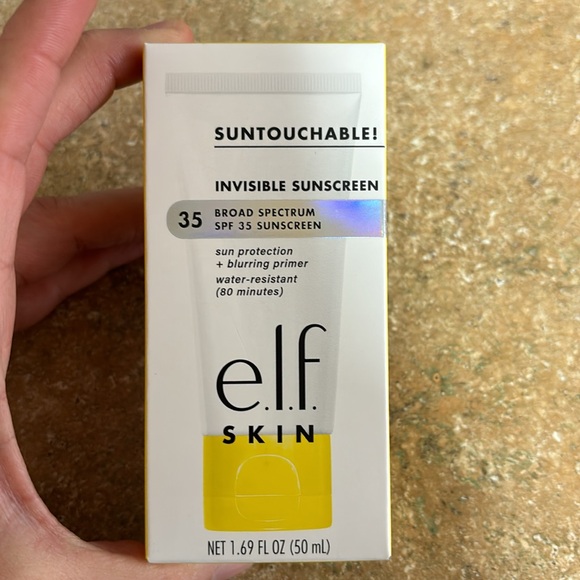 SUNTOUCHABLE!
INVISIBLE SUNSCREEN
35
BROAD SPECTRUM
SPF 35 SUNSCREEN
sun protection
+ blurring primer
water-resistant
(80 minutes)
e.l.f.
SKIN
NET 1.69 FL OZ (50 mL)